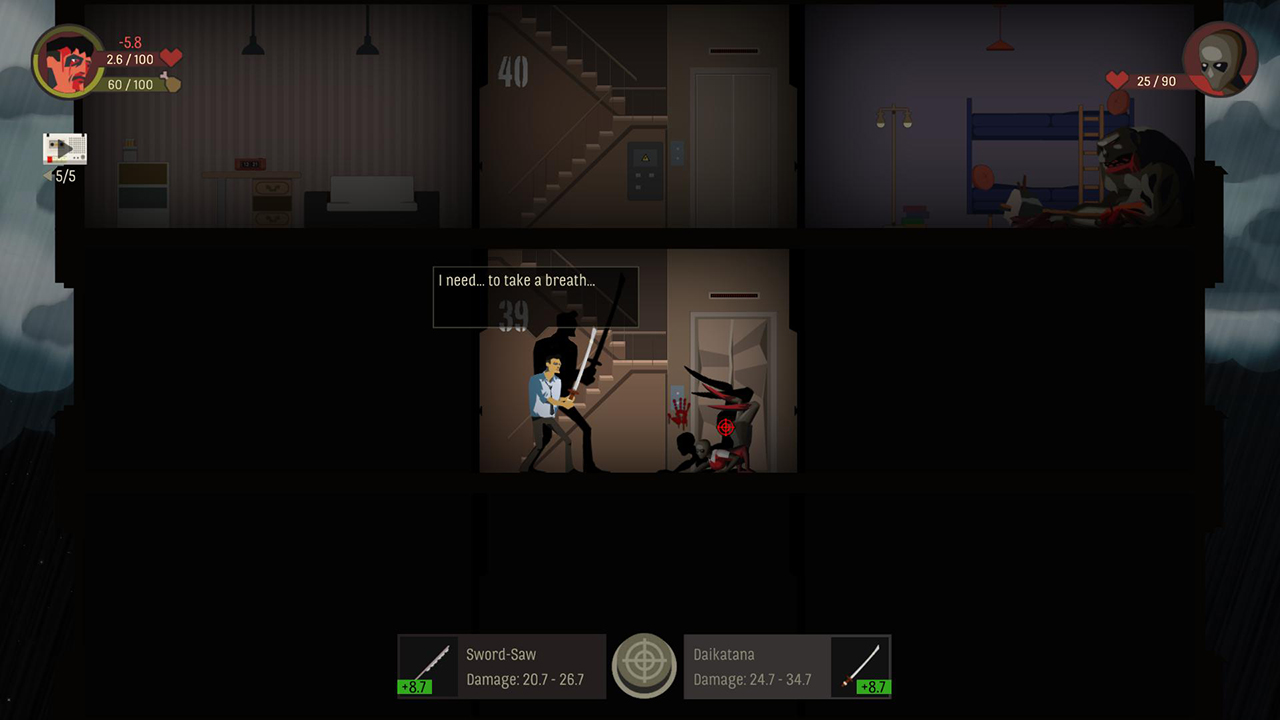 -5.8
2.6 / 100
60 / 100
5/5
40
25 / 90
I need... to take a breath...
39
Sword-Saw
Damage: 20.7 - 26.7
+8.7
Daikatana
Damage: 24.7 - 34.7
+8.7